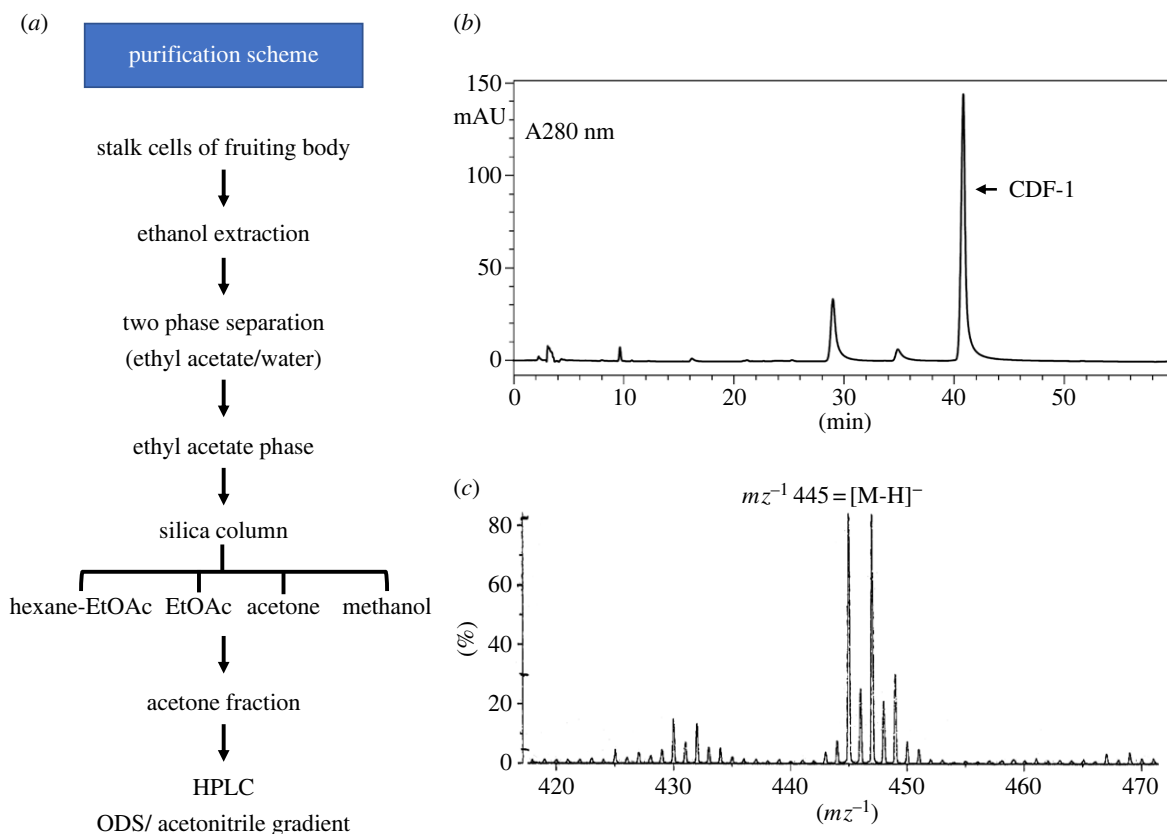 (a)
purification scheme
stalk cells of fruiting body
ethanol extraction
two phase separation
(ethyl acetate/water)
ethyl acetate phase
silica column
hexane-EtOAc EtOAc acetone methanol
acetone fraction
HPLC
ODS/ acetonitrile gradient
(b)
150
mAU
A280 nm
100
CDF-1
50
0
0 10 20 30 40 50
(min)
(c)
mz⁻¹ 445 = [M-H]⁻
80
60
(%)
40
20
0
420 430 440 450 460 470
(mz⁻¹)